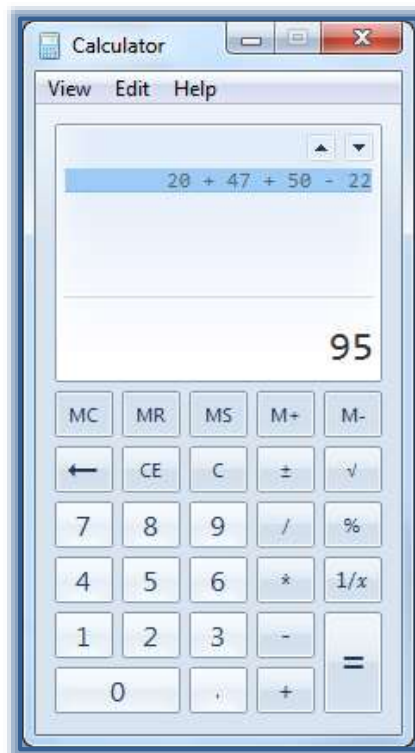 Calculator
View Edit Help
20 + 47 + 50 - 22
95
MC MR MS M+ M-
← CE C ± √
7 8 9 / %
4 5 6 * 1/x
1 2 3 - =
0 . +